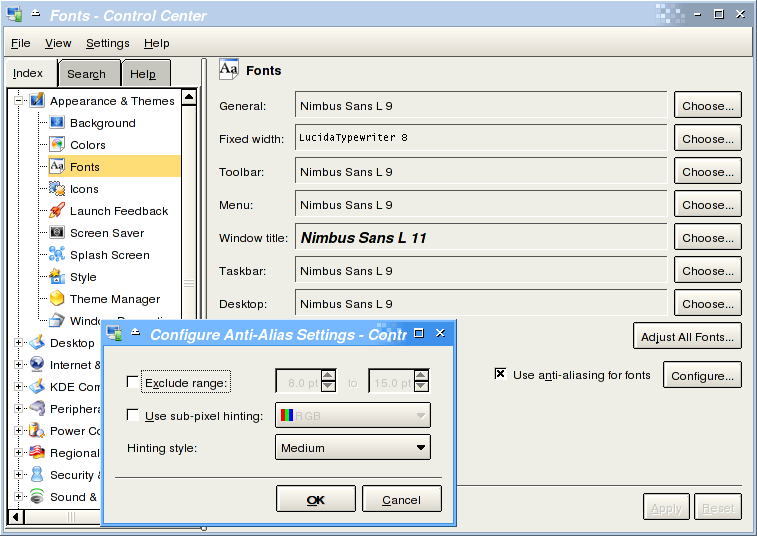 Fonts - Control Center
File View Settings Help
Index Search Help
Appearance & Themes
Background
Colors
Fonts
Icons
Launch Feedback
Screen Saver
Splash Screen
Style
Theme Manager
Desktop
Internet &
KDE Com
Periphera
Power Co
Regional
Security &
Sound &
Fonts
General: Nimbus Sans L 9 Choose...
Fixed width: LucidaTypewriter 8 Choose...
Toolbar: Nimbus Sans L 9 Choose...
Menu: Nimbus Sans L 9 Choose...
Window title: Nimbus Sans L 11 Choose...
Taskbar: Nimbus Sans L 9 Choose...
Desktop: Nimbus Sans L 9 Choose...
Adjust All Fonts...
Use anti-aliasing for fonts Configure...
Apply Reset
Configure Anti-Alias Settings - Contr
Exclude range: 8.0 pt to 15.0 pt
Use sub-pixel hinting: RGB
Hinting style: Medium
OK Cancel